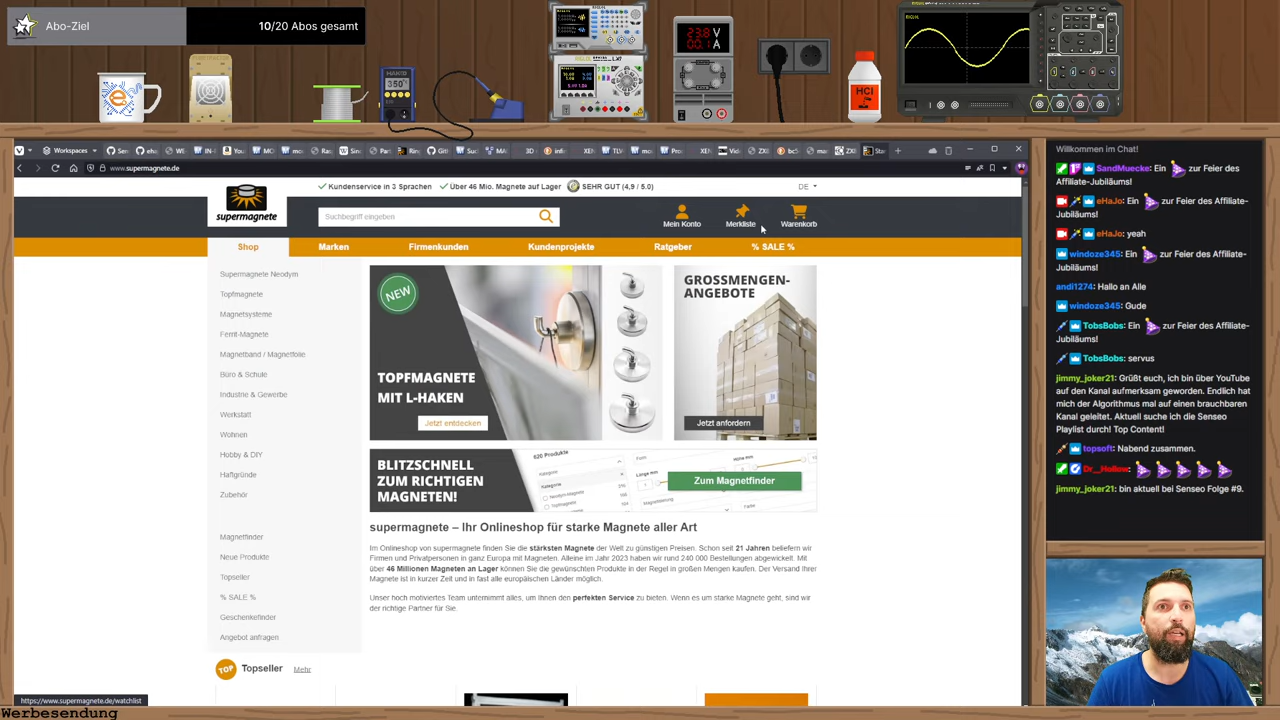 Abo-Ziel
10/20 Abos gesamt
HAKKO
350°
RIGOL
23.8 V
00.1 A
HCl
RIGOL
Workspaces
www.supermagnete.de
Kundenservice in 3 Sprachen
Über 46 Mio. Magnete auf Lager
SEHR GUT (4,9 / 5.0)
DE
supermagnete
Suchbegriff eingeben
Mein Konto
Merkliste
Warenkorb
Shop
Marken
Firmenkunden
Kundenprojekte
Ratgeber
% SALE %
Supermagnete Neodym
Topfmagnete
Magnetsysteme
Ferrit-Magnete
Magnetband / Magnetfolie
Büro & Schule
Industrie & Gewerbe
Werkstatt
Wohnen
Hobby & DIY
Haftgründe
Zubehör
Magnetfinder
Neue Produkte
Topseller
% SALE %
Geschenkefinder
Angebot anfragen
NEW
TOPFMAGNETE
MIT L-HAKEN
Jetzt entdecken
GROSSMENGEN-
ANGEBOTE
Jetzt anfordern
BLITZSCHNELL
ZUM RICHTIGEN
MAGNETEN!
620 Produkte
Zum Magnetfinder
supermagnete – Ihr Onlineshop für starke Magnete aller Art
Im Onlineshop von supermagnete finden Sie die stärksten Magnete der Welt zu günstigen Preisen. Schon seit 21 Jahren beliefern wir
Firmen und Privatpersonen in ganz Europa mit Magneten. Alleine im Jahr 2023 haben wir rund 240 000 Bestellungen abgewickelt. Mit
über 46 Millionen Magneten an Lager können Sie die gewünschten Produkte in der Regel in großen Mengen kaufen. Der Versand Ihrer
Magnete ist in kurzer Zeit und in fast alle europäischen Länder möglich.
Unser hoch motiviertes Team unternimmt alles, um Ihnen den perfekten Service zu bieten. Wenn es um starke Magnete geht, sind wir
der richtige Partner für Sie.
TOP
Topseller
Mehr
https://www.supermagnete.de/watchlist
Werbesendung
Willkommen im Chat!
SandMuecke: Ein zur Feier des
Affiliate-Jubiläums!
eHaJo: Ein zur Feier des Affiliate-
Jubiläums!
eHaJo: yeah
windoze345: Ein zur Feier des Affiliate-
Jubiläums!
andi1274: Hallo an Alle
windoze345: Gude
TobsBobs: Ein zur Feier des Affiliate-
Jubiläums!
TobsBobs: servus
jimmy_joker21: Grüßt euch, ich bin über YouTube
auf den Kanal aufmerksam geworden. Endlich hat
mich der Algorithmus mal auf einen brauchbaren
Kanal geleitet. Aktuell suche ich die Senseo
Playlist durch! Top Content!
topsoft: Nabend zusammen.
Dr__Hollow:
jimmy_joker21: bin aktuell bei Senseo Folge #9.